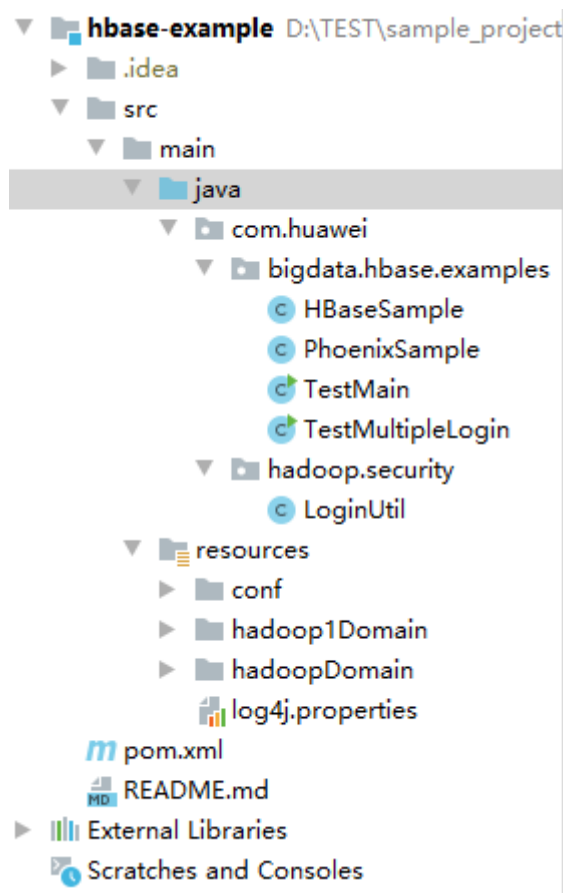 hbase-example D:\TEST\sample_project
.idea
src
main
java
com.huawei
bigdata.hbase.examples
C HBaseSample
C PhoenixSample
C TestMain
C TestMultipleLogin
hadoop.security
C LoginUtil
resources
conf
hadoop1Domain
hadoopDomain
log4j.properties
m pom.xml
MD README.md
External Libraries
Scratches and Consoles